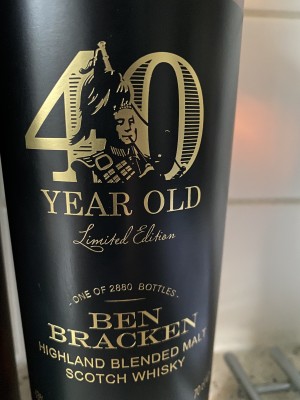 40
YEAR OLD
Limited Edition
- ONE OF 2880 BOTTLES -
BEN
BRACKEN
HIGHLAND BLENDED MALT
SCOTCH WHISKY